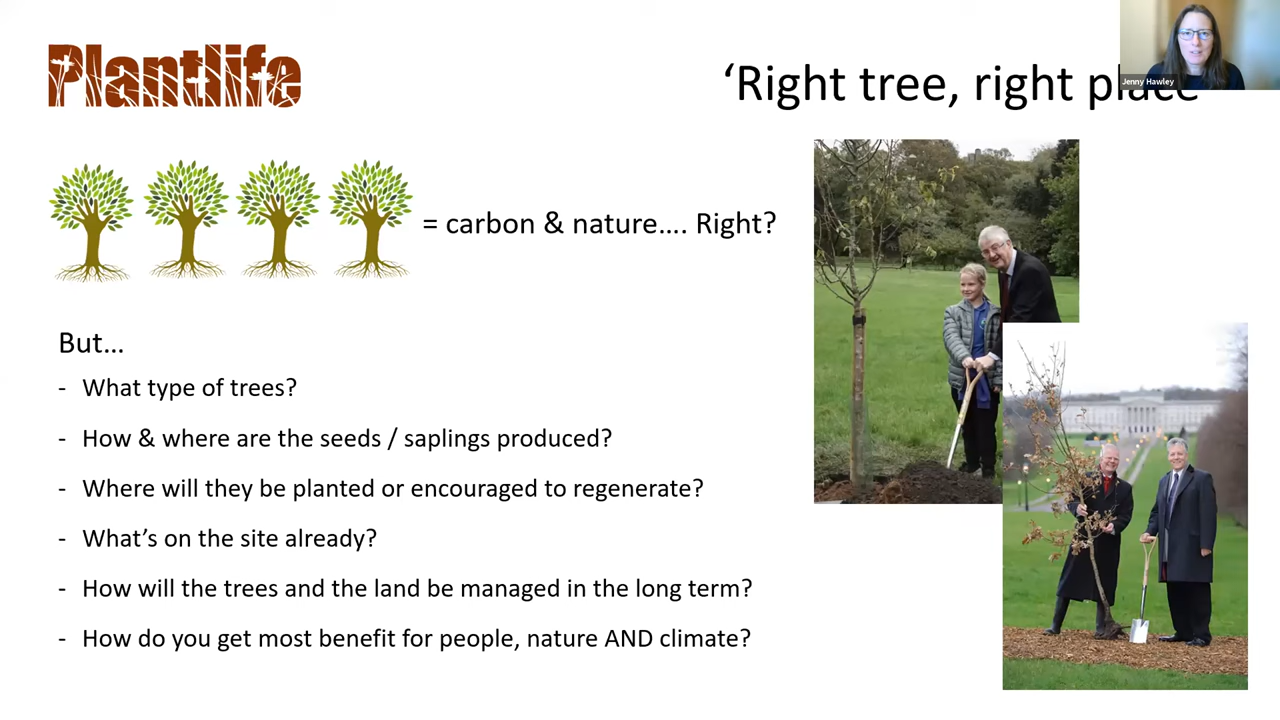 Plantlife
‘Right tree, right place
Jenny Hawley
= carbon & nature.... Right?
But...
- What type of trees?
- How & where are the seeds / saplings produced?
- Where will they be planted or encouraged to regenerate?
- What’s on the site already?
- How will the trees and the land be managed in the long term?
- How do you get most benefit for people, nature AND climate?